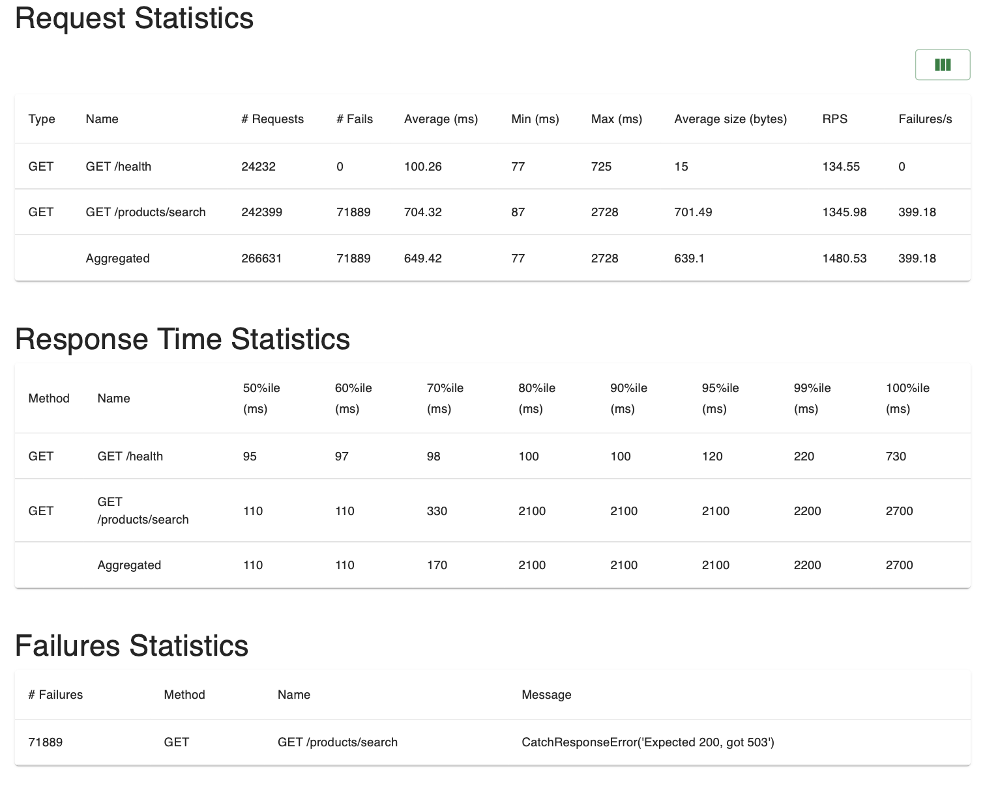 Request Statistics
Type Name # Requests # Fails Average (ms) Min (ms) Max (ms) Average size (bytes) RPS Failures/s
GET GET /health 24232 0 100.26 77 725 15 134.55 0
GET GET /products/search 242399 71889 704.32 87 2728 701.49 1345.98 399.18
Aggregated 266631 71889 649.42 77 2728 639.1 1480.53 399.18
Response Time Statistics
Method Name 50%ile (ms) 60%ile (ms) 70%ile (ms) 80%ile (ms) 90%ile (ms) 95%ile (ms) 99%ile (ms) 100%ile (ms)
GET GET /health 95 97 98 100 100 120 220 730
GET GET /products/search 110 110 330 2100 2100 2100 2200 2700
Aggregated 110 110 170 2100 2100 2100 2200 2700
Failures Statistics
# Failures Method Name Message
71889 GET GET /products/search CatchResponseError('Expected 200, got 503')